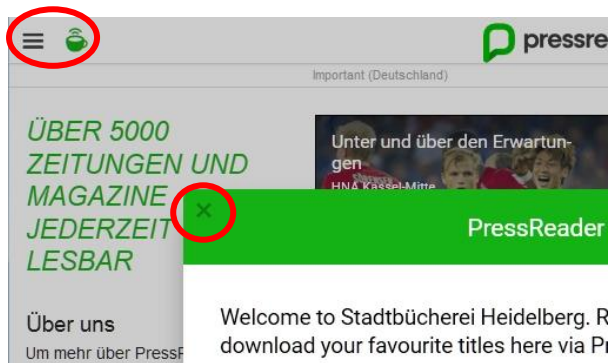 pressre
Important (Deutschland)
ÜBER 5000
ZEITUNGEN UND
MAGAZINE
JEDERZEIT
LESBAR
Unter und über den Erwartun-
gen
HNA Kassel-Mitte
PressReader
Über uns
Um mehr über PressR
Welcome to Stadtbücherei Heidelberg. R
download your favourite titles here via Pr